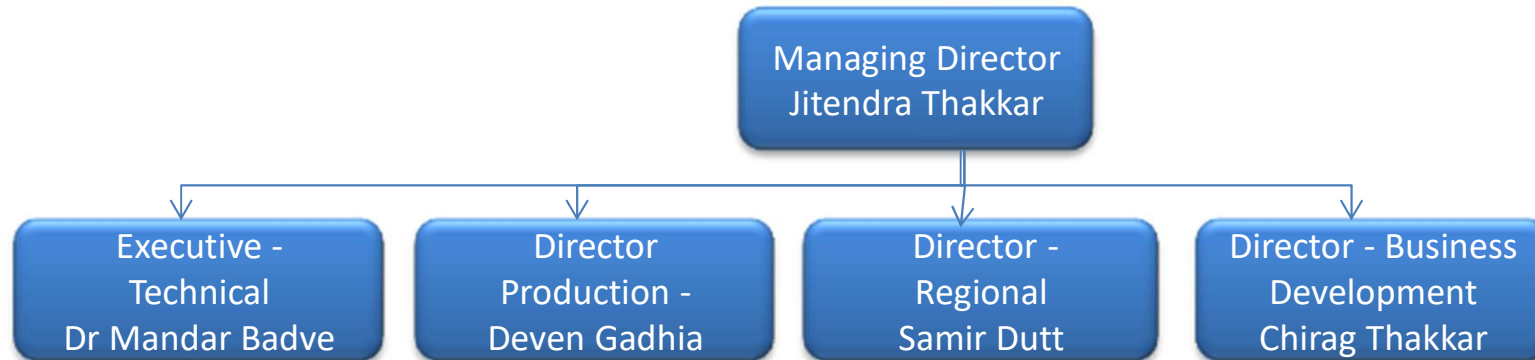 Managing Director
Jitendra Thakkar
Executive -
Technical
Dr Mandar Badve
Director
Production -
Deven Gadhia
Director -
Regional
Samir Dutt
Director - Business
Development
Chirag Thakkar